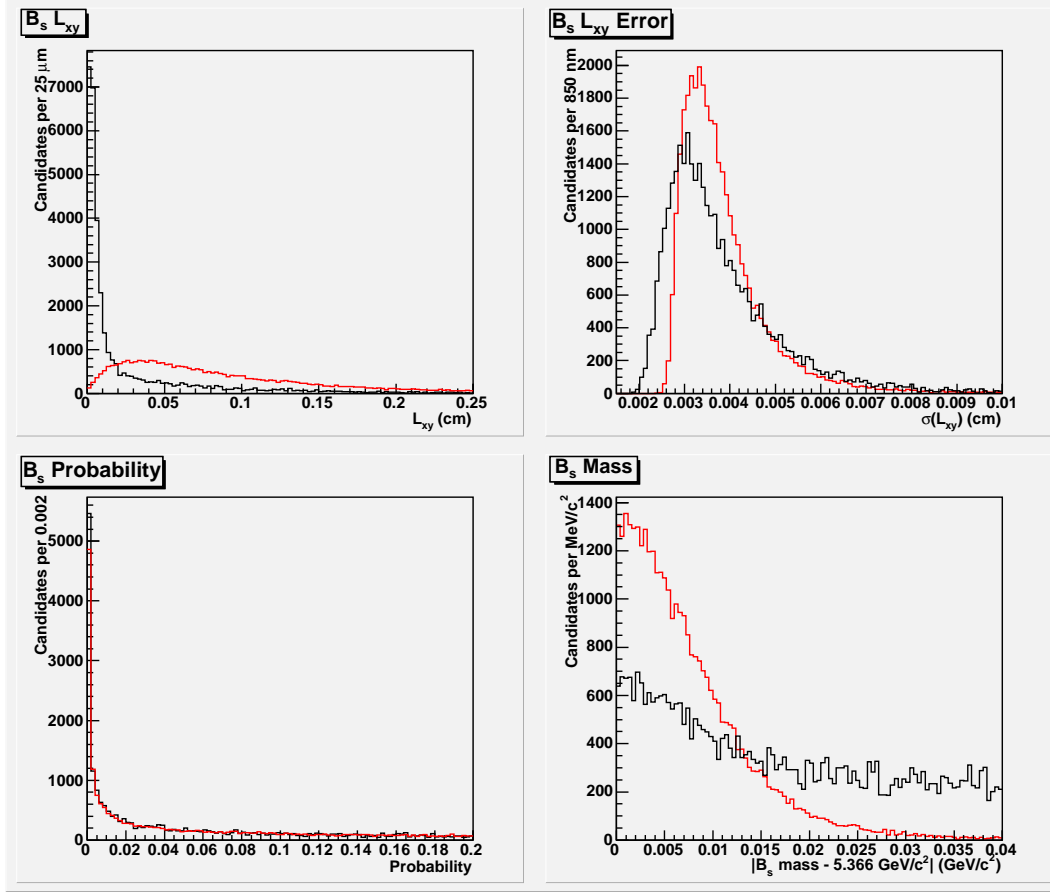 B_s L_xy
Candidates per 25 μm
7000
6000
5000
4000
3000
2000
1000
0
0 0.05 0.1 0.15 0.2 0.25
L_xy (cm)
B_s L_xy Error
Candidates per 850 nm
2000
1800
1600
1400
1200
1000
800
600
400
200
0
0.002 0.003 0.004 0.005 0.006 0.007 0.008 0.009 0.01
σ(L_xy) (cm)
B_s Probability
Candidates per 0.002
5000
4000
3000
2000
1000
0
0 0.02 0.04 0.06 0.08 0.1 0.12 0.14 0.16 0.18 0.2
Probability
B_s Mass
Candidates per MeV/c²
1400
1200
1000
800
600
400
200
0
0 0.005 0.01 0.015 0.02 0.025 0.03 0.035 0.04
|B_s mass - 5.366 GeV/c²| (GeV/c²)